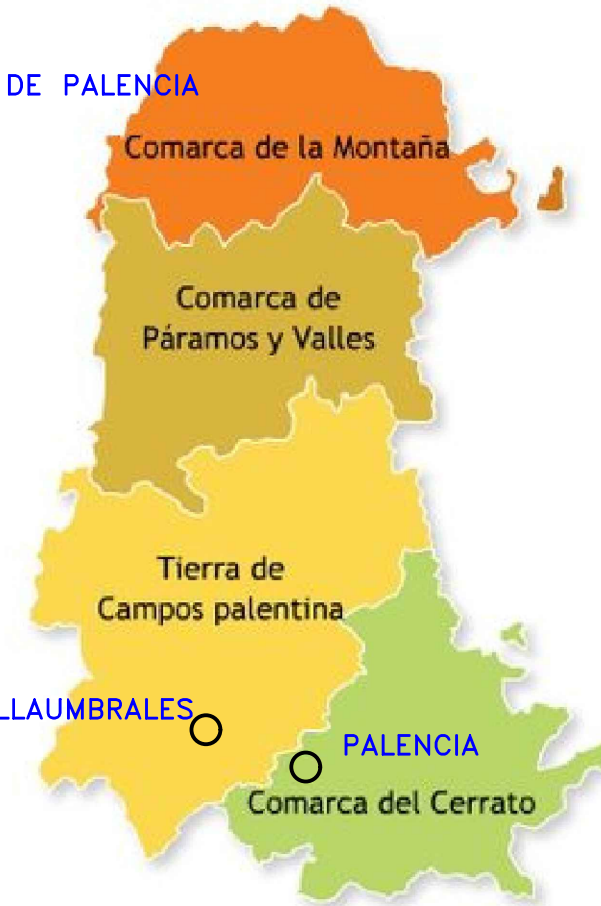 DE PALENCIA
Comarca de la Montaña
Comarca de
Páramos y Valles
Tierra de
Campos palentina
LLAUMBRALES
PALENCIA
Comarca del Cerrato